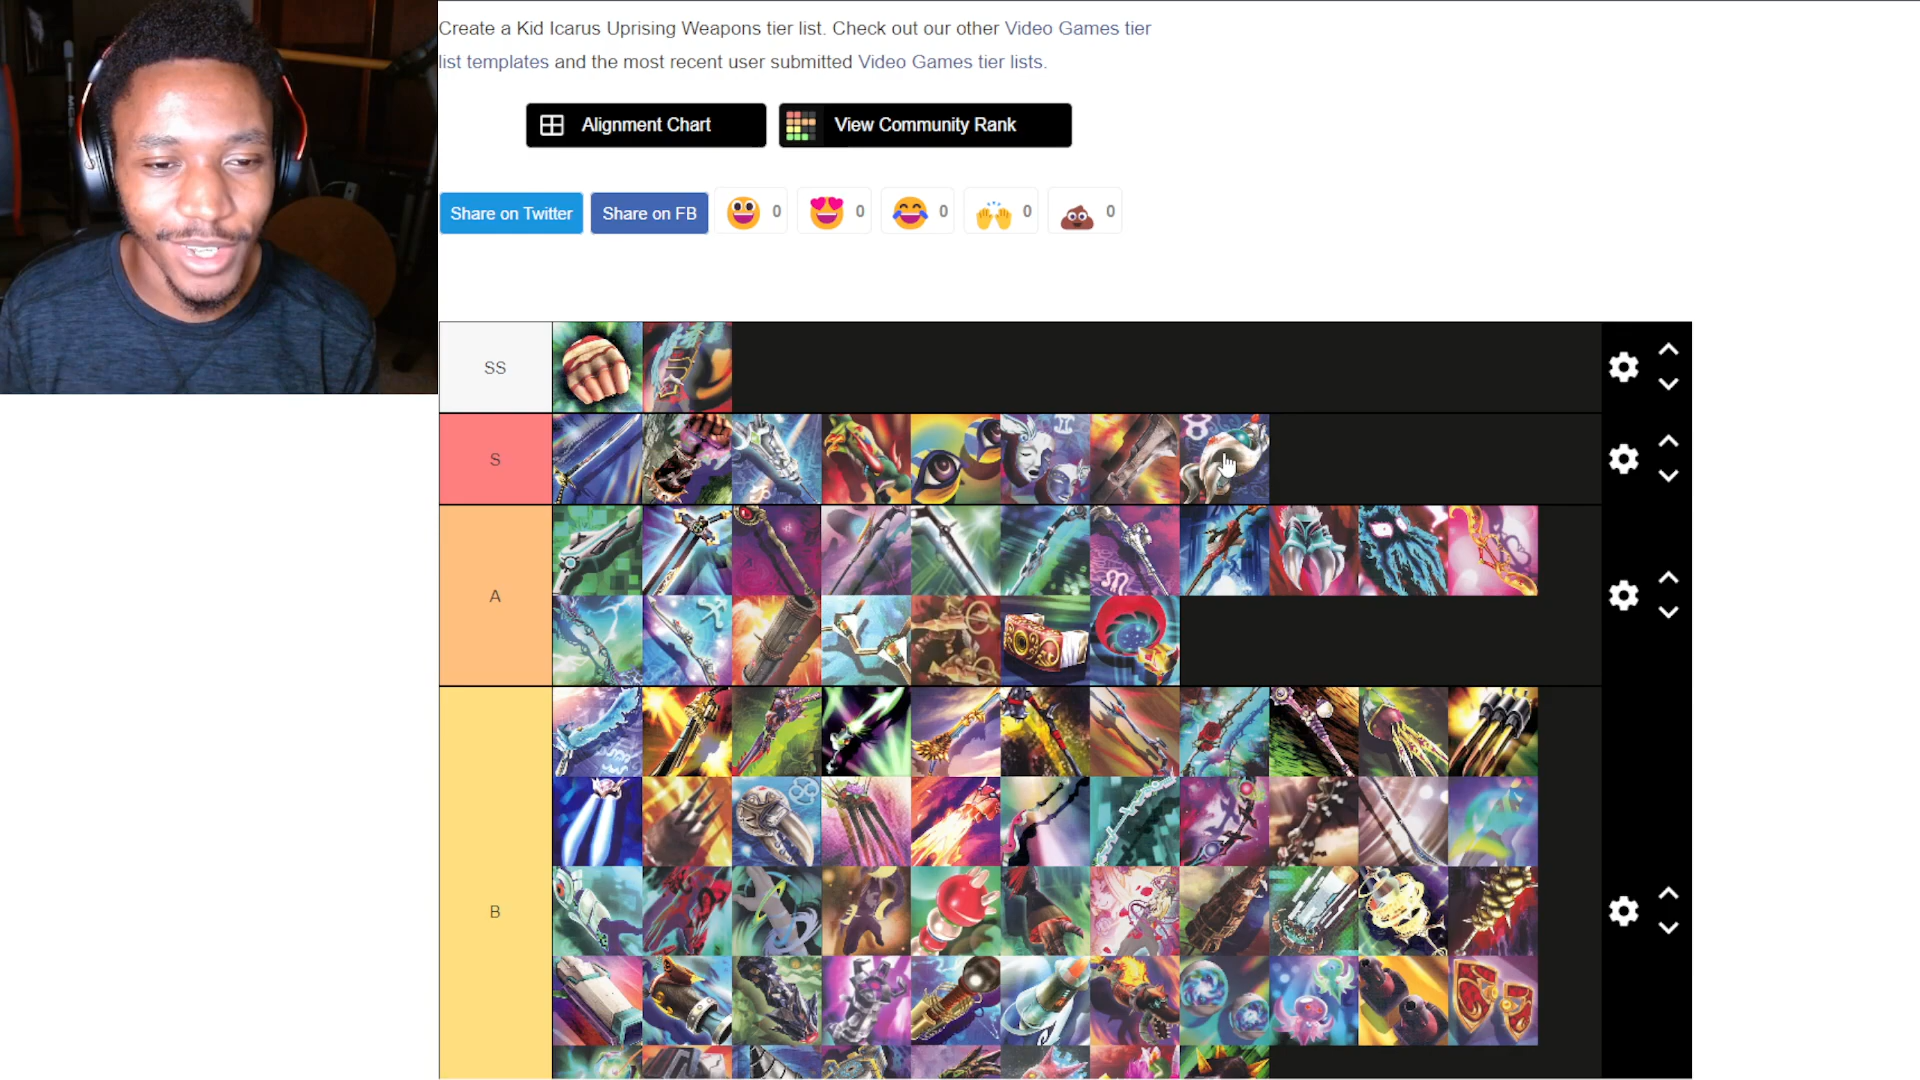 Create a Kid Icarus Uprising Weapons tier list. Check out our other Video Games tier
list templates and the most recent user submitted Video Games tier lists.
Alignment Chart
View Community Rank
Share on Twitter
Share on FB
0
0
0
0
0
SS
S
A
B